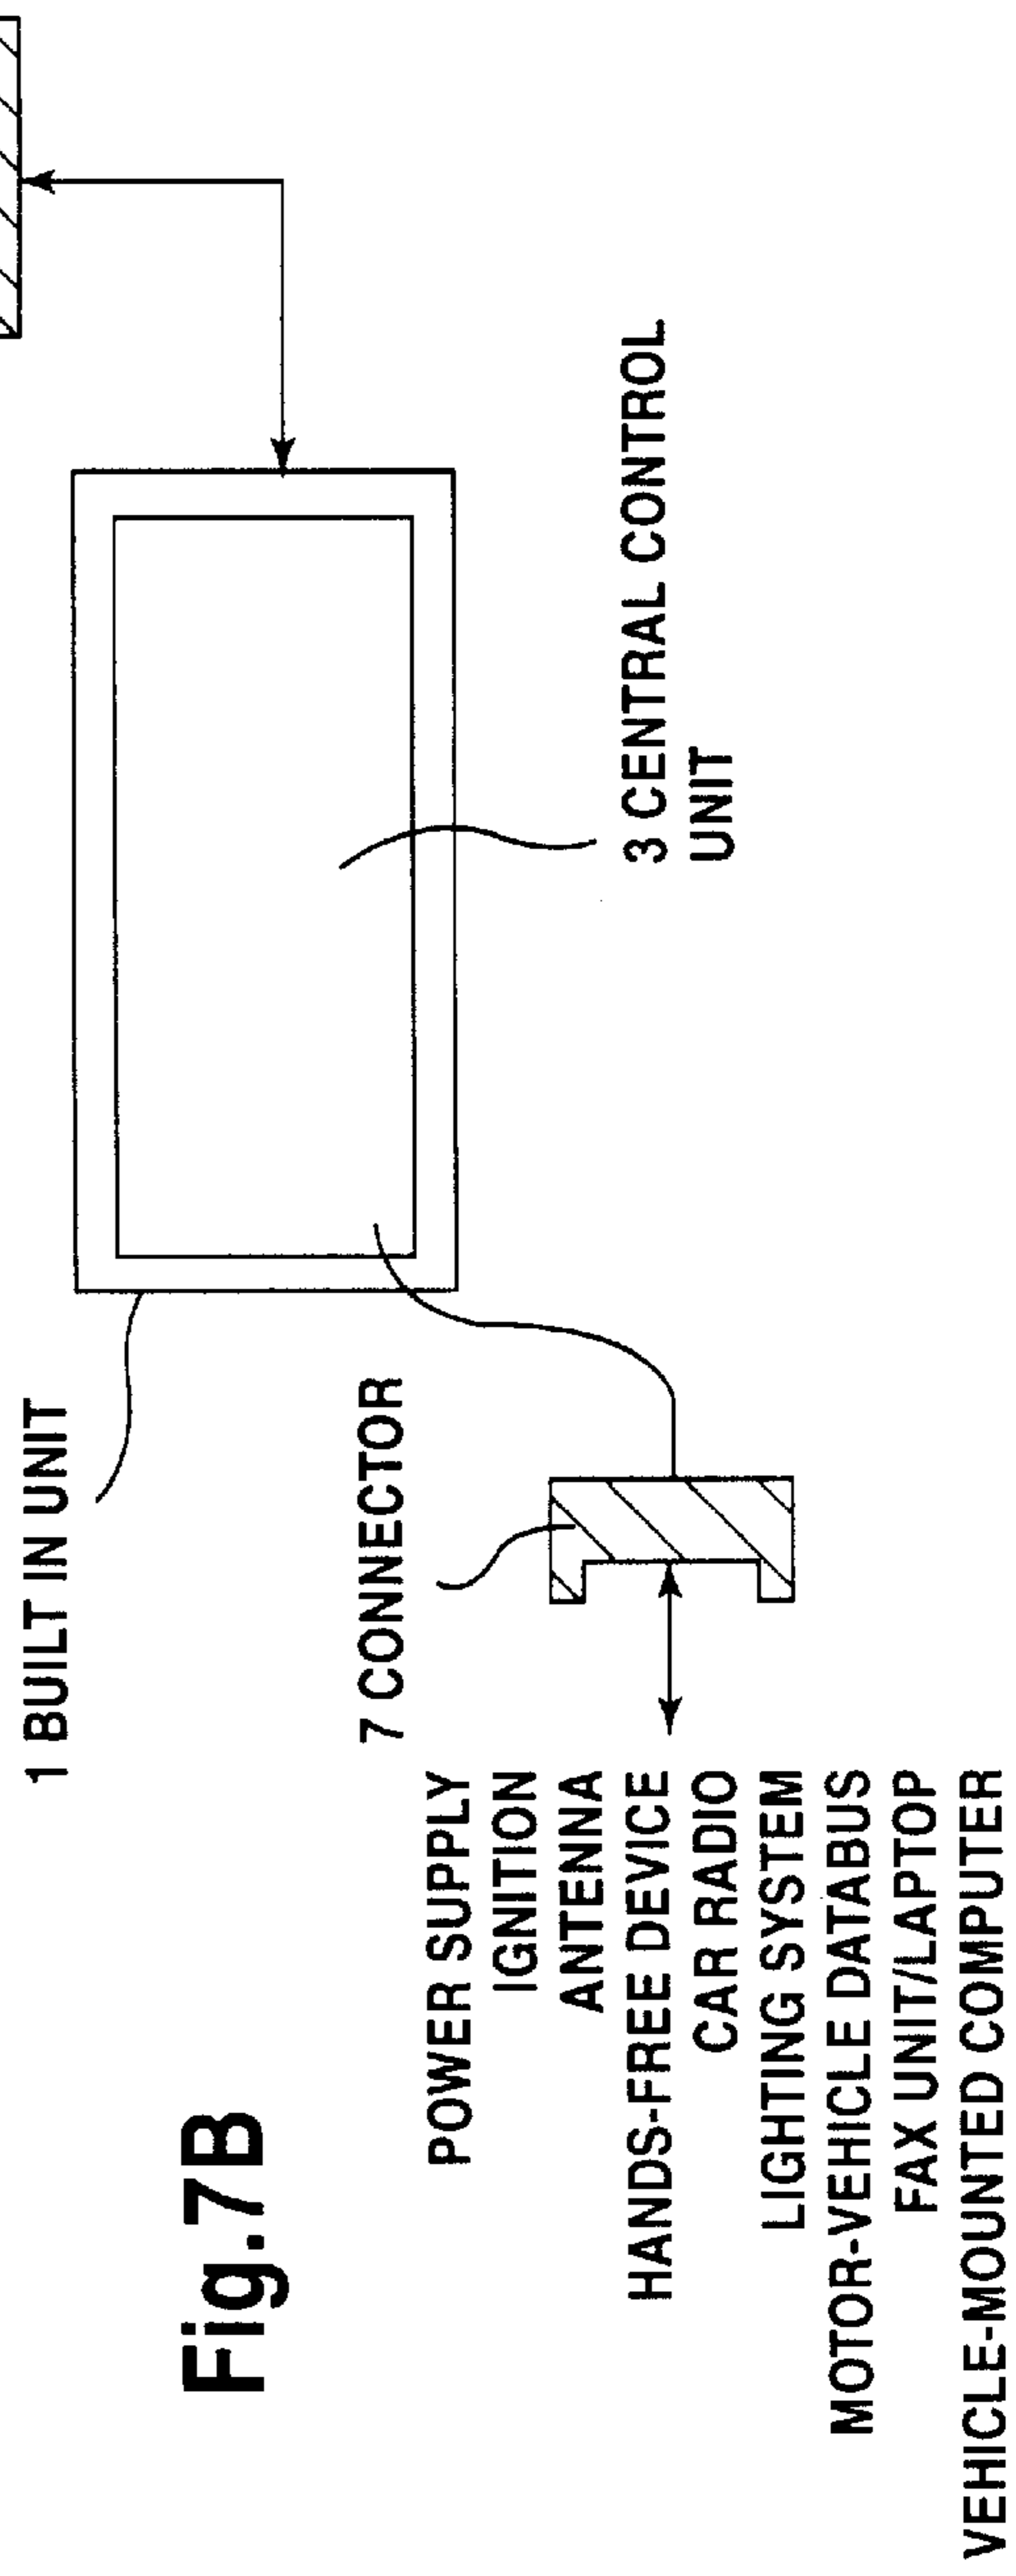 Fig.7B
1 BUILT IN UNIT
7 CONNECTOR
3 CENTRAL CONTROL
UNIT
POWER SUPPLY
IGNITION
ANTENNA
HANDS-FREE DEVICE
CAR RADIO
LIGHTING SYSTEM
MOTOR-VEHICLE DATABUS
FAX UNIT/LAPTOP
VEHICLE-MOUNTED COMPUTER